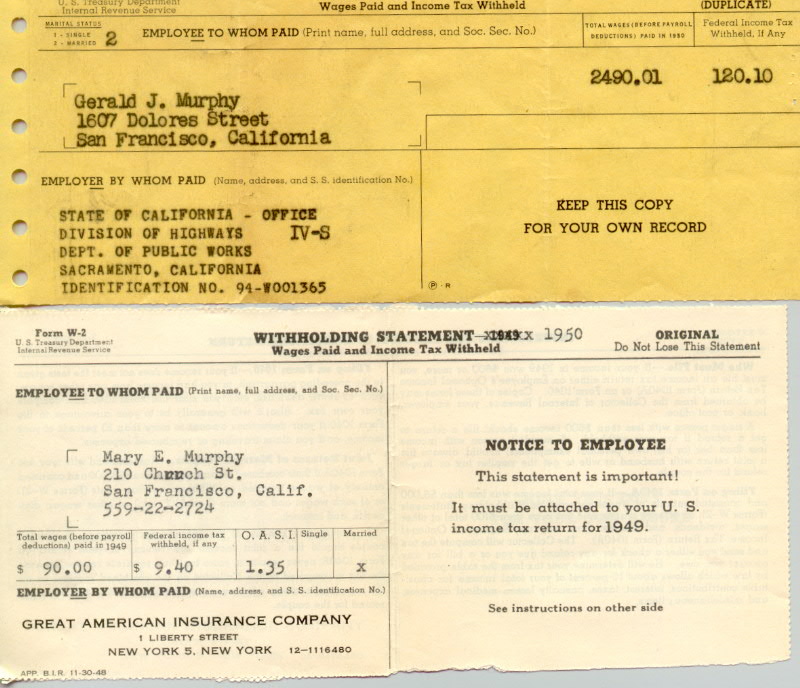 U. S. Treasury Department
Internal Revenue Service
Wages Paid and Income Tax Withheld
(DUPLICATE)
MARITAL STATUS
1 - SINGLE
2 - MARRIED 2
EMPLOYEE TO WHOM PAID (Print name, full address, and Soc. Sec. No.)
TOTAL WAGES (BEFORE PAYROLL
DEDUCTIONS) PAID IN 1950
Federal Income Tax
Withheld, If Any
2490.01 120.10
Gerald J. Murphy
1607 Dolores Street
San Francisco, California
EMPLOYER BY WHOM PAID (Name, address, and S. S. identification No.)
STATE OF CALIFORNIA - OFFICE
DIVISION OF HIGHWAYS IV-S
DEPT. OF PUBLIC WORKS
SACRAMENTO, CALIFORNIA
IDENTIFICATION NO. 94-W001365
KEEP THIS COPY
FOR YOUR OWN RECORD
P - R
Form W-2
U. S. Treasury Department
Internal Revenue Service
WITHHOLDING STATEMENT—1949 1950
Wages Paid and Income Tax Withheld
ORIGINAL
Do Not Lose This Statement
EMPLOYEE TO WHOM PAID (Print name, full address, and Soc. Sec. No.)
Mary E. Murphy
210 Church St.
San Francisco, Calif.
559-22-2724
Total wages (before payroll
deductions) paid in 1949
$ 90.00
Federal income tax
withheld, if any
$ 9.40
O. A. S. I.
1.35
Single
Married
x
EMPLOYER BY WHOM PAID (Name, address, and S. S. identification No.)
GREAT AMERICAN INSURANCE COMPANY
1 LIBERTY STREET
NEW YORK 5, NEW YORK 12-1116480
APP. B.I.R. 11-30-48
NOTICE TO EMPLOYEE
This statement is important!
It must be attached to your U. S.
income tax return for 1949.
See instructions on other side